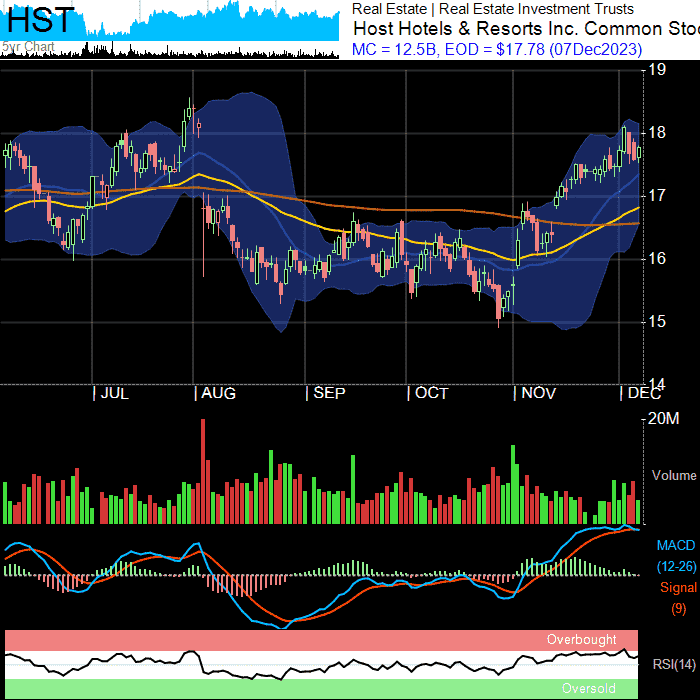 HST
5yr Chart
Real Estate | Real Estate Investment Trusts
Host Hotels & Resorts Inc. Common Stoc
MC = 12.5B, EOD = $17.78 (07Dec2023)
19
18
17
16
15
14
| JUL | AUG | SEP | OCT | NOV | DEC
20M
Volume
MACD
(12-26)
Signal
(9)
Overbought
RSI(14)
Oversold